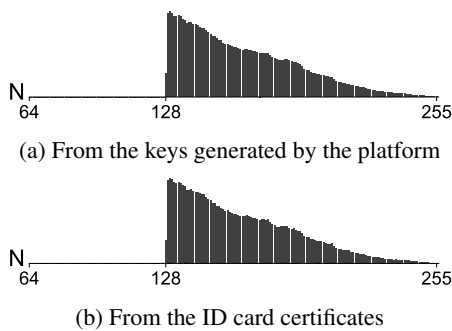 N
64 128 255
(a) From the keys generated by the platform
N
64 128 255
(b) From the ID card certificates